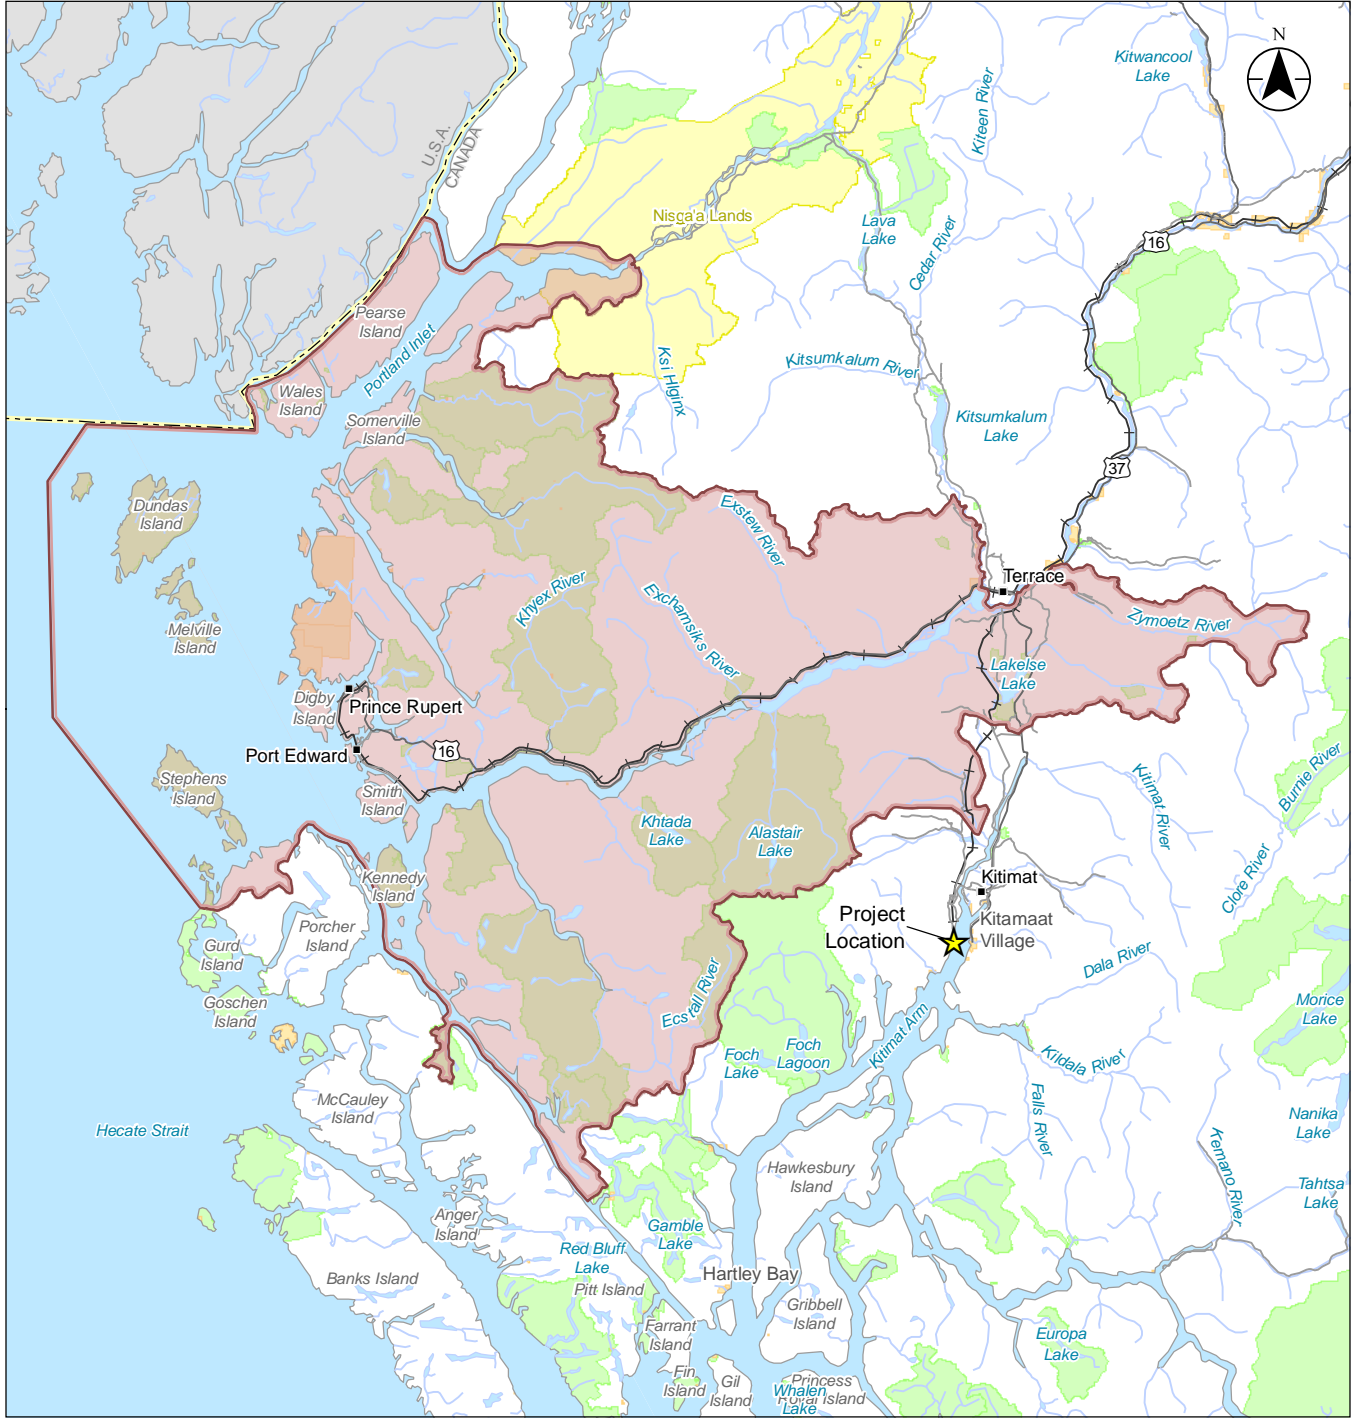 N
Kitwancool
Lake
Kiteen River
U.S.A.
CANADA
Nisga'a Lands
Lava
Lake
Cedar River
16
Pearse
Island
Portland Inlet
Ksi Hlginx
Kitsumkalum River
Wales
Island
Somerville
Island
Kitsumkalum
Lake
37
Dundas
Island
Exstew River
Terrace
Khyex River
Exchamsiks River
Zymoetz River
Melville
Island
Lakelse
Lake
Digby
Island
Prince Rupert
Port Edward
16
Stephens
Island
Smith
Island
Kitimat River
Burnie River
Khtada
Lake
Alastair
Lake
Clore River
Kennedy
Island
Kitimat
Project
Location
Kitamaat
Village
Porcher
Island
Gurd
Island
Dala River
Ecstall River
Goschen
Island
Morice
Lake
Kitimat Arm
Foch
Lake
Foch
Lagoon
Kildala River
McCauley
Island
Falls River
Hecate Strait
Nanika
Lake
Kemano River
Hawkesbury
Island
Tahtsa
Lake
Anger
Island
Gamble
Lake
Red Bluff
Lake
Banks Island
Pitt Island
Hartley Bay
Gribbell
Island
Farrant
Island
Europa
Lake
Fin
Island
Gil
Island
Princess
Royal Island
Whalen
Lake